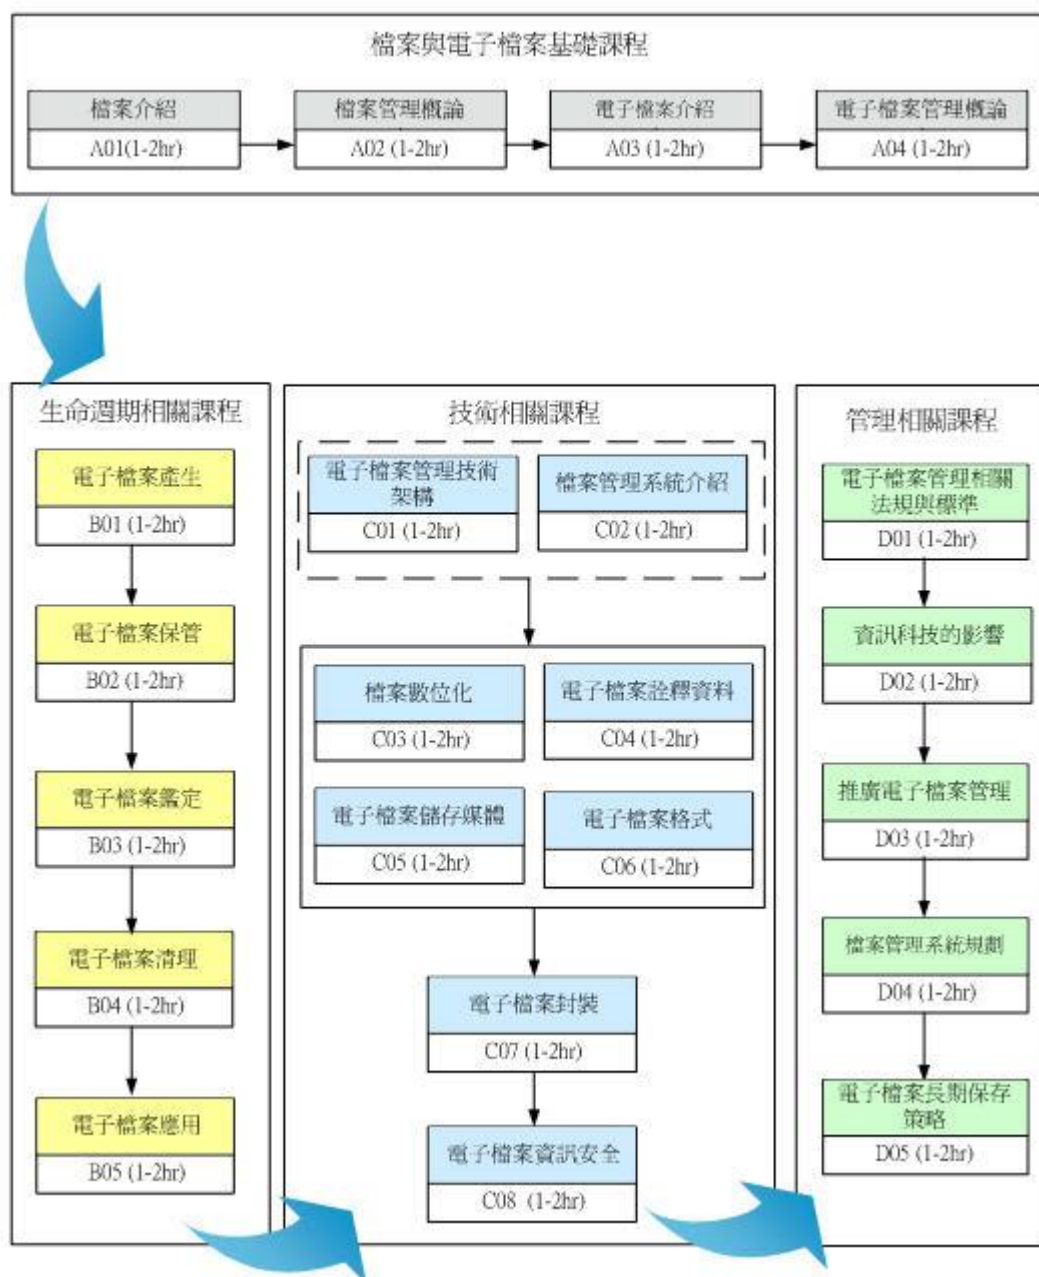 檔案與電子檔案基礎課程
檔案介紹
A01(1-2hr)
檔案管理概論
A02 (1-2hr)
電子檔案介紹
A03 (1-2hr)
電子檔案管理概論
A04 (1-2hr)
生命週期相關課程
電子檔案產生
B01 (1-2hr)
電子檔案保管
B02 (1-2hr)
電子檔案鑑定
B03 (1-2hr)
電子檔案清理
B04 (1-2hr)
電子檔案應用
B05 (1-2hr)
技術相關課程
電子檔案管理技術
架構
C01 (1-2hr)
檔案管理系統介紹
C02 (1-2hr)
檔案數位化
C03 (1-2hr)
電子檔案詮釋資料
C04 (1-2hr)
電子檔案儲存媒體
C05 (1-2hr)
電子檔案格式
C06 (1-2hr)
電子檔案封裝
C07 (1-2hr)
電子檔案資訊安全
C08 (1-2hr)
管理相關課程
電子檔案管理相關
法規與標準
D01 (1-2hr)
資訊科技的影響
D02 (1-2hr)
推廣電子檔案管理
D03 (1-2hr)
檔案管理系統規劃
D04 (1-2hr)
電子檔案長期保存
策略
D05 (1-2hr)